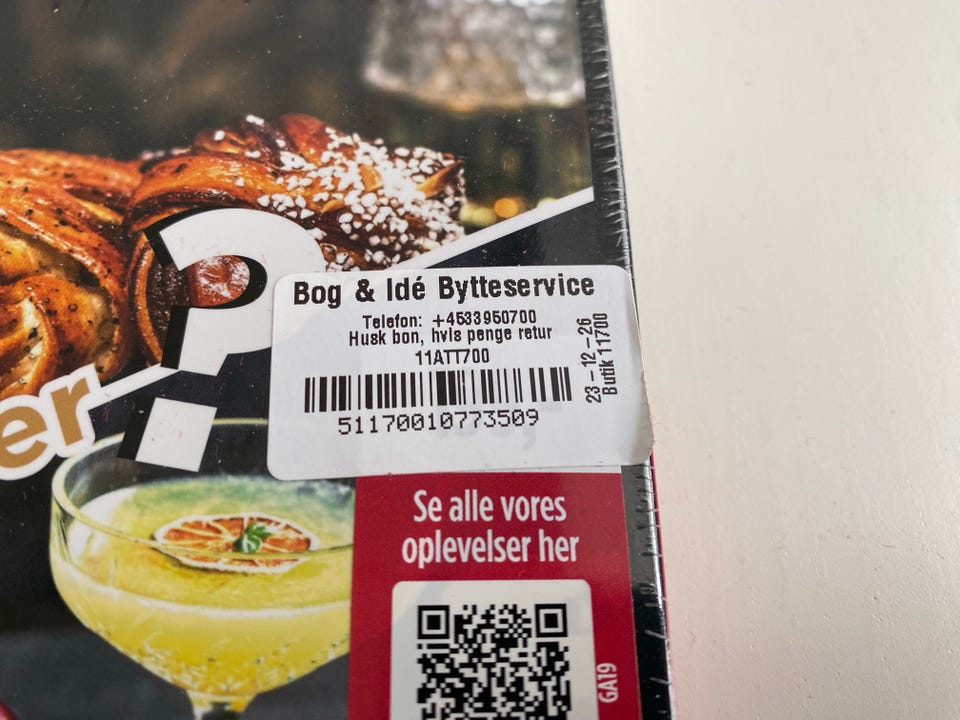 ?
er
Bog & Idé Bytteservice
Telefon: +4533950700
Husk bon, hvis penge retur
11ATT700
51170010773509
23-12-26
Butik 11700
Se alle vores
oplevelser her
GA19